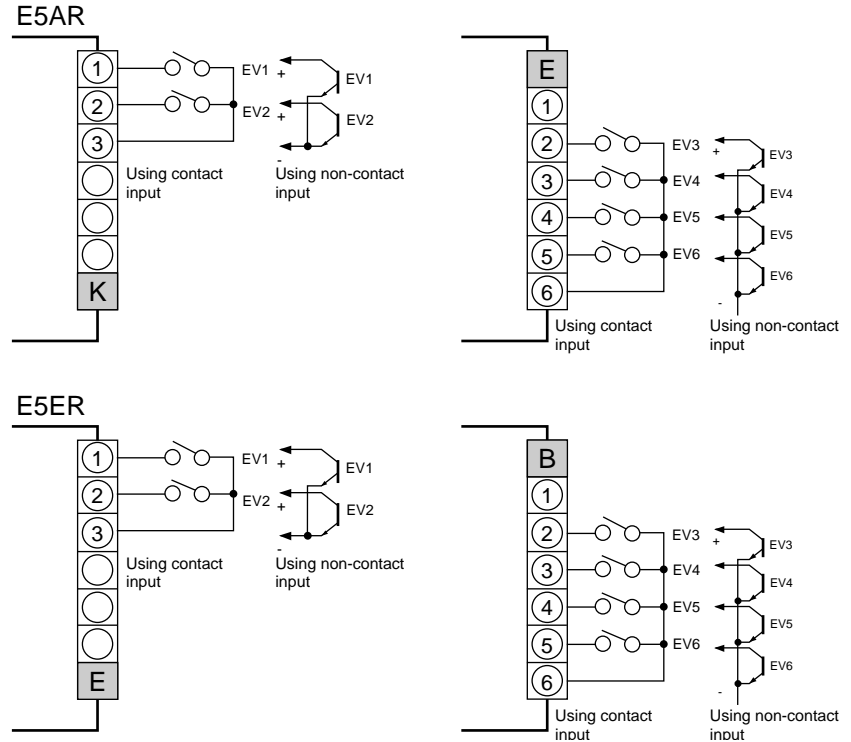 E5AR
1
2
3
K
EV1 +
EV2 +
-
EV1
EV2
Using contact
input
Using non-contact
input
E
1
2
3
4
5
6
EV3 +
EV4
EV5
EV6
-
EV3
EV4
EV5
EV6
Using contact
input
Using non-contact
input
E5ER
1
2
3
E
EV1 +
EV2 +
-
EV1
EV2
Using contact
input
Using non-contact
input
B
1
2
3
4
5
6
EV3 +
EV4
EV5
EV6
-
EV3
EV4
EV5
EV6
Using contact
input
Using non-contact
input